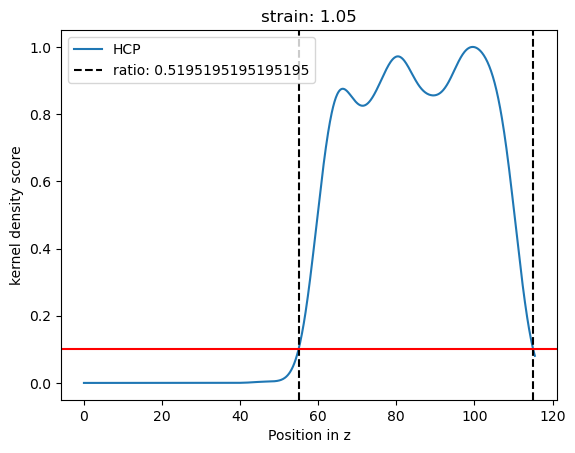 strain: 1.05
HCP
ratio: 0.5195195195195195
kernel density score
1.0
0.8
0.6
0.4
0.2
0.0
0 20 40 60 80 100 120
Position in z